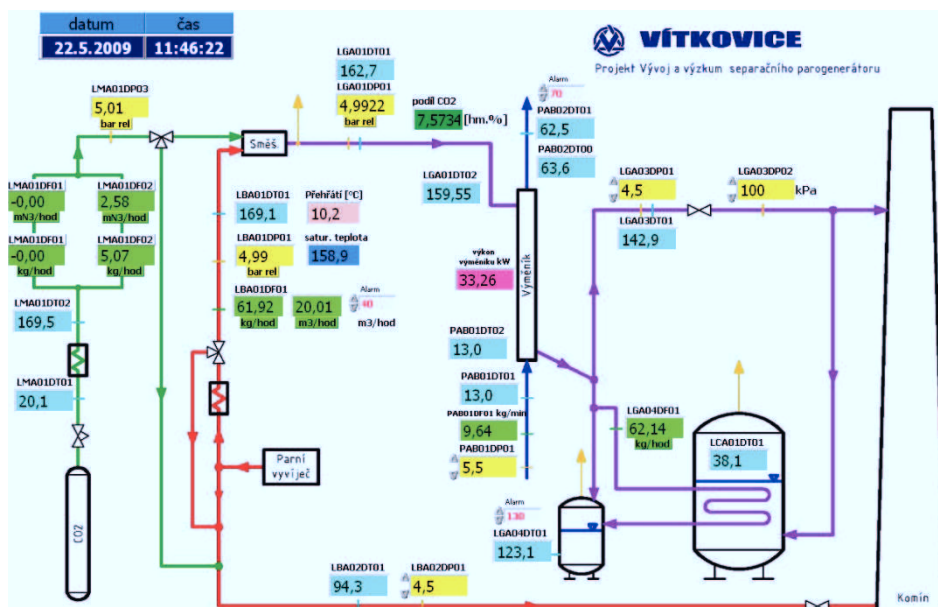 datum čas
22.5.2009 11:46:22
VÍTKOVICE
Projekt Vývoj a výzkum separačního parogenerátoru
LMA01DP03
5,01
bar rel
LGA01DT01
162,7
LGA01DP01
4,9922
bar rel
podíl CO2
7,5734 [hm.%]
Alarm
70
PAB02DT01
62,5
PAB02DT00
63,6
Směš.
LMA01DF01
-0,00
mN3/hod
LMA01DF02
2,58
mN3/hod
LMA01DF01
-0,00
kg/hod
LMA01DF02
5,07
kg/hod
LBA01DT01
169,1
Přehřátí [°C]
10,2
LBA01DP01
4,99
bar rel
satur. teplota
158,9
LBA01DF01
61,92
kg/hod
20,01
m3/hod
Alarm
40
m3/hod
LGA01DT02
159,55
výkon
výměníku kW
33,26
Výměník
LGA03DP01
4,5
LGA03DP02
100 kPa
LGA03DT01
142,9
LMA01DT02
169,5
LMA01DT01
20,1
PAB01DT02
13,0
PAB01DT01
13,0
PAB01DF01 kg/min
9,64
PAB01DP01
5,5
LGA04DF01
62,14
kg/hod
LCA01DT01
38,1
Parní
vyvíječ
CO2
Alarm
130
LGA04DT01
123,1
LBA02DT01
94,3
LBA02DP01
4,5
Komín